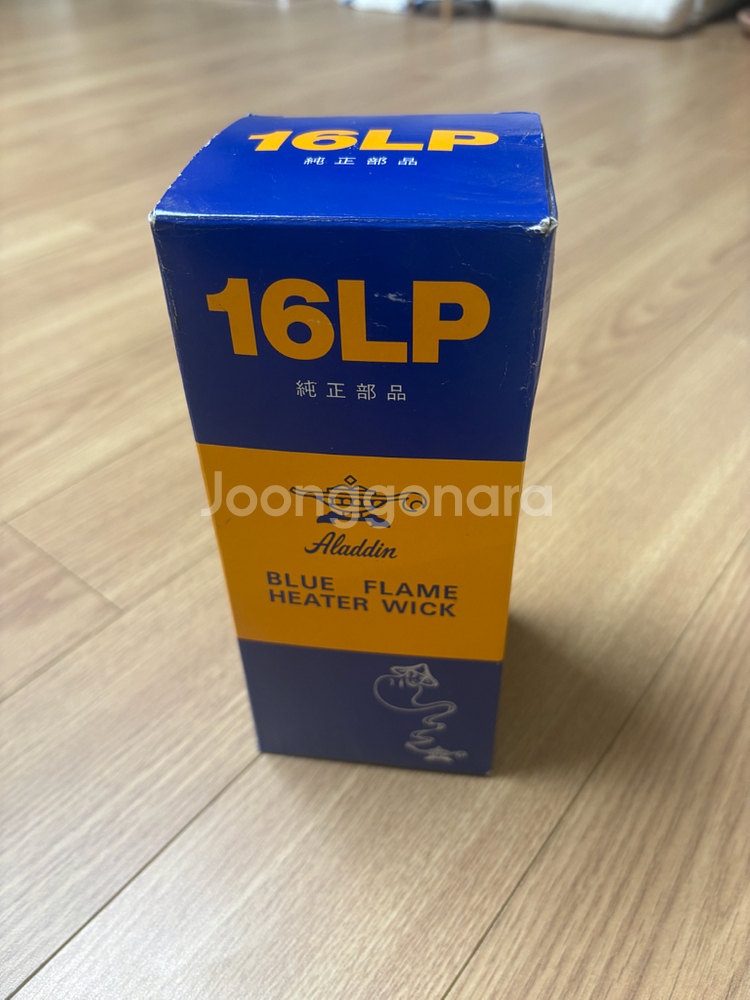 16LP
純正部品
16LP
純正部品
Joonggonara
Aladdin
BLUE FLAME
HEATER WICK